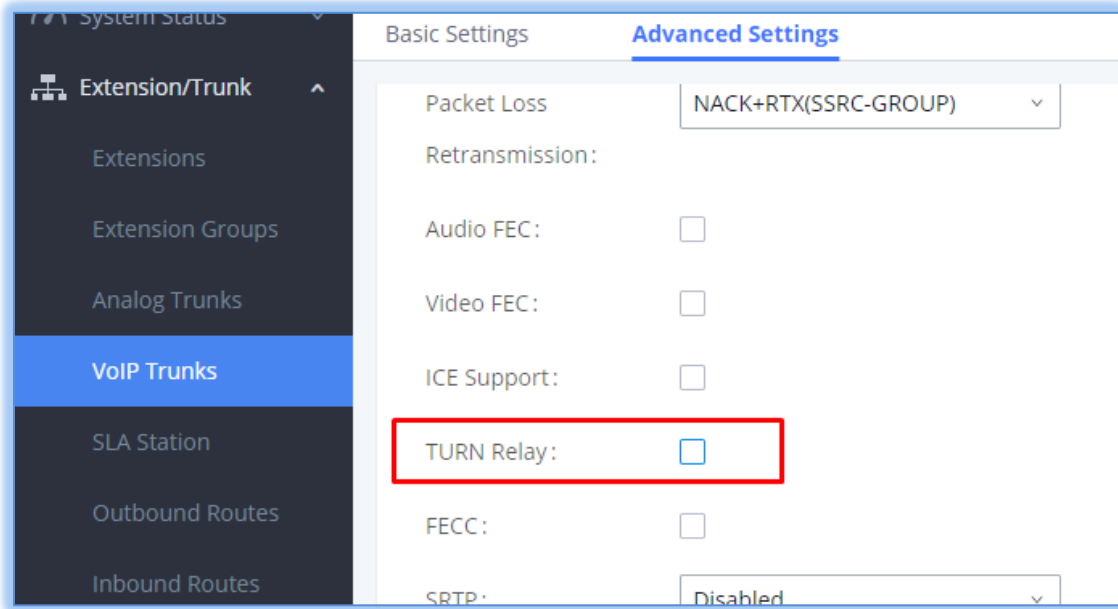 System Status
Basic Settings
Advanced Settings
Extension/Trunk
Packet Loss
Retransmission:
NACK+RTX(SSRC-GROUP)
Extensions
Extension Groups
Audio FEC:
Analog Trunks
Video FEC:
VoIP Trunks
ICE Support:
SLA Station
TURN Relay:
Outbound Routes
FECC:
Inbound Routes
SRTP:
Disabled